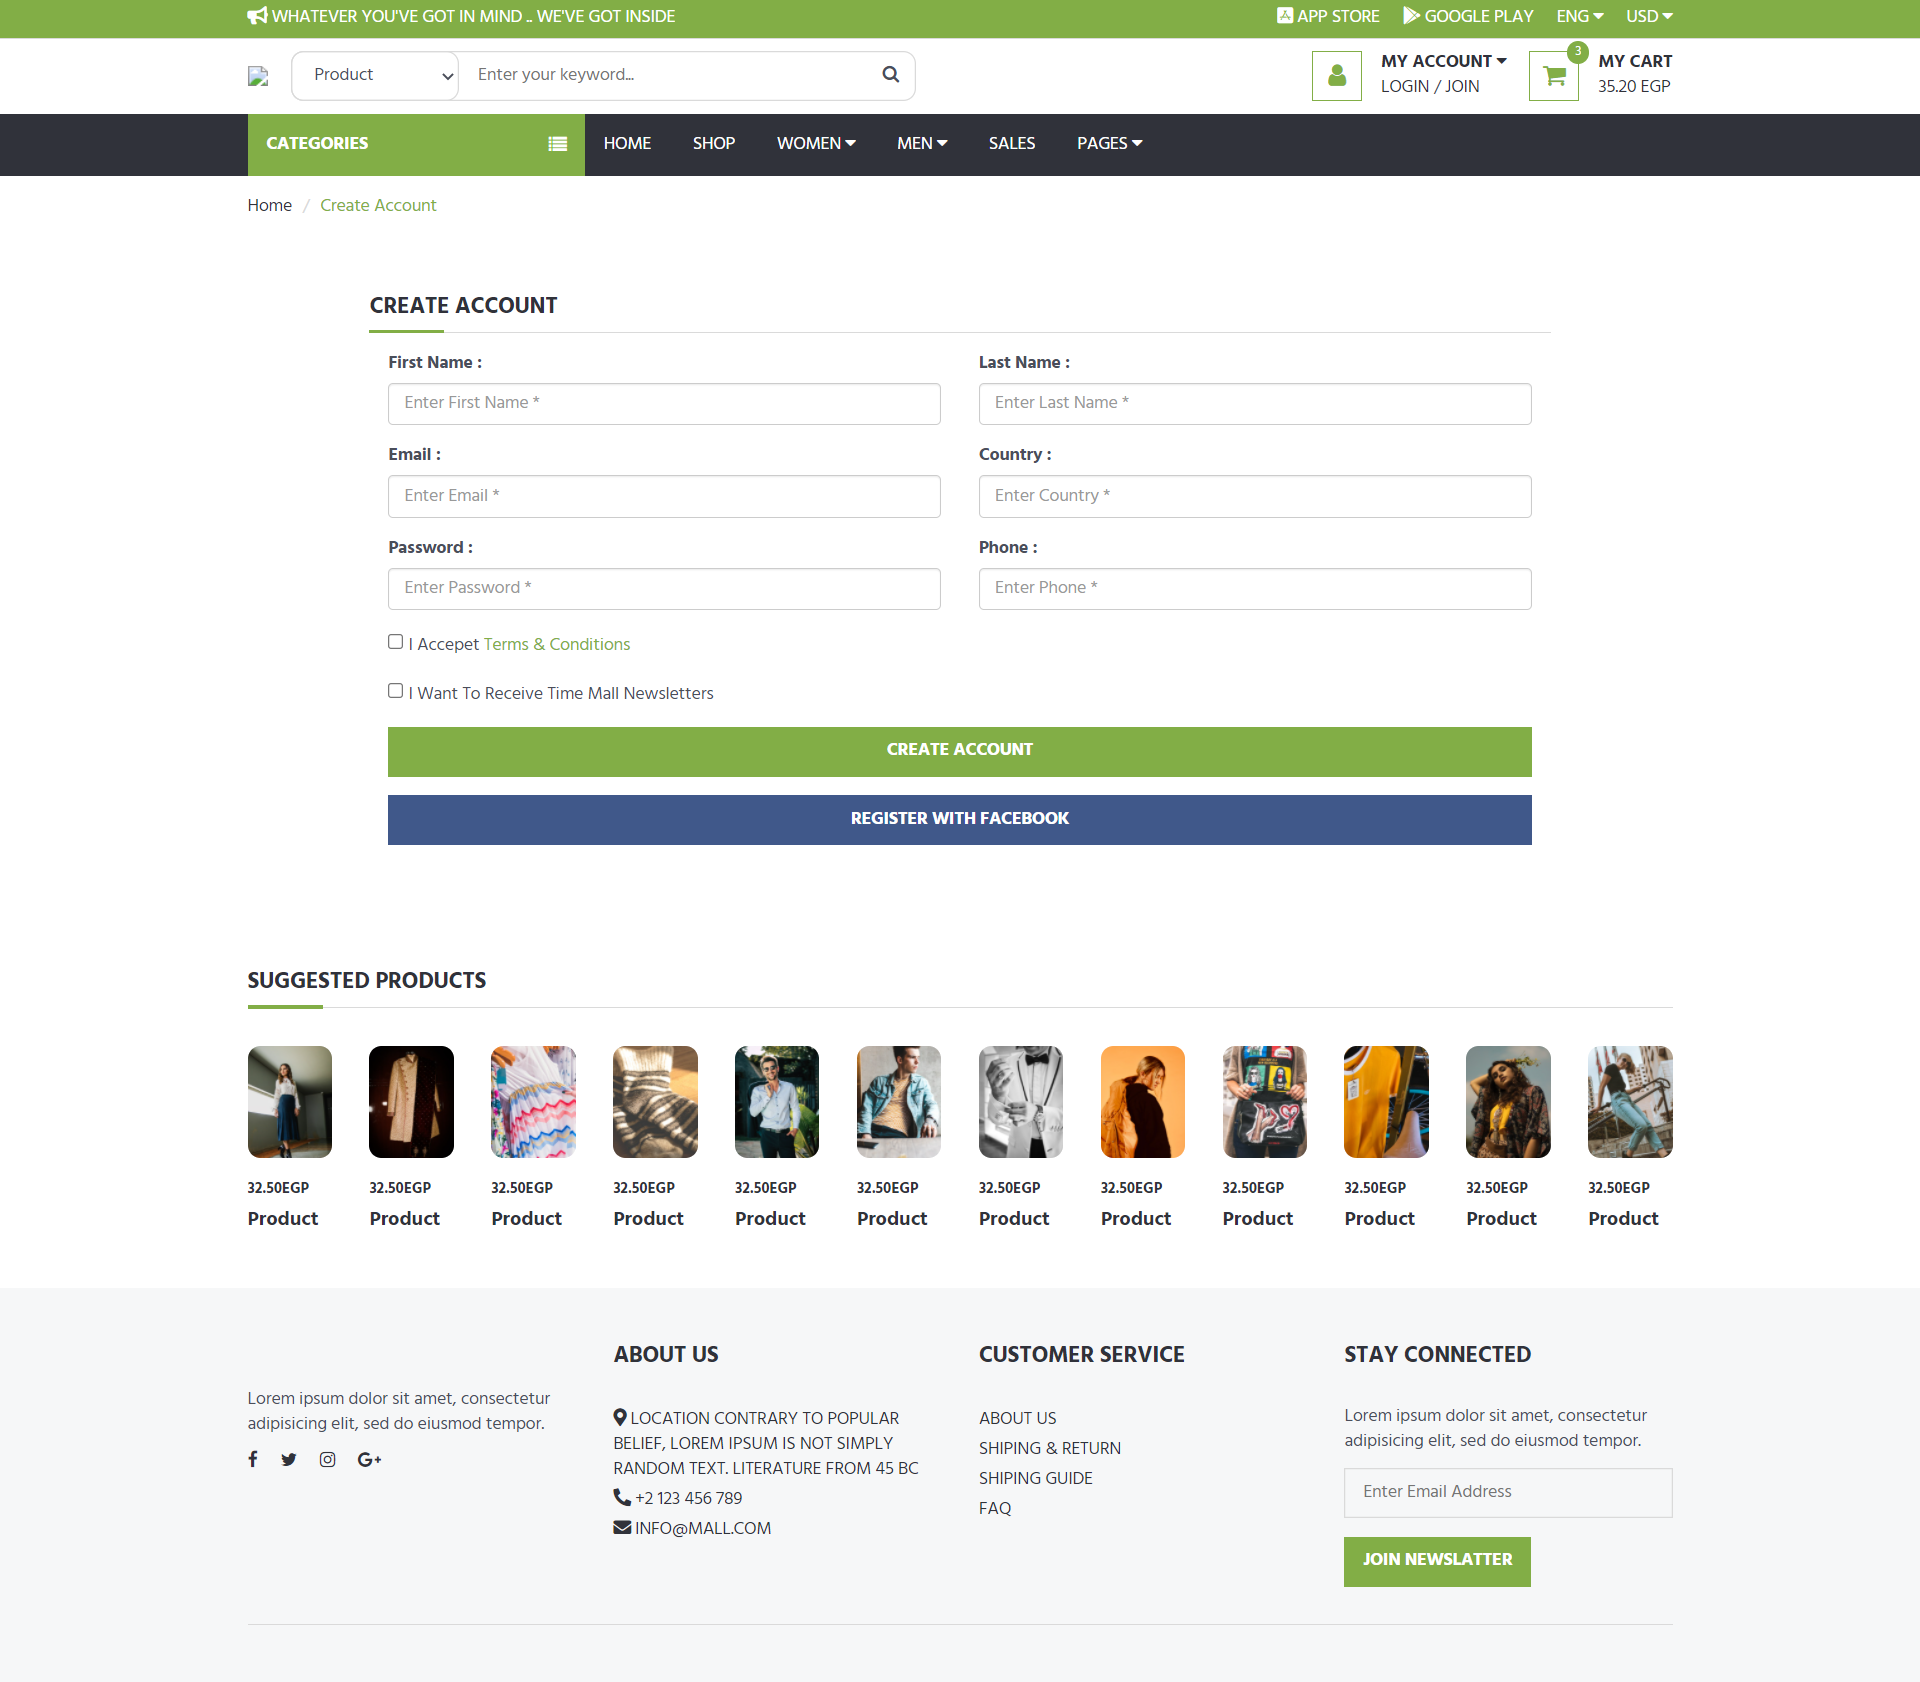 WHATEVER YOU'VE GOT IN MIND .. WE'VE GOT INSIDE
APP STORE
GOOGLE PLAY
ENG
USD
Product
Enter your keyword...
MY ACCOUNT
LOGIN / JOIN
3
MY CART
35.20 EGP
CATEGORIES
HOME
SHOP
WOMEN
MEN
SALES
PAGES
Home / Create Account
CREATE ACCOUNT
First Name :
Last Name :
Enter First Name *
Enter Last Name *
Email :
Country :
Enter Email *
Enter Country *
Password :
Phone :
Enter Password *
Enter Phone *
I Accepet Terms & Conditions
I Want To Receive Time Mall Newsletters
CREATE ACCOUNT
REGISTER WITH FACEBOOK
SUGGESTED PRODUCTS
32.50EGP 32.50EGP 32.50EGP 32.50EGP 32.50EGP 32.50EGP 32.50EGP 32.50EGP 32.50EGP 32.50EGP 32.50EGP 32.50EGP
Product Product Product Product Product Product Product Product Product Product Product Product
Lorem ipsum dolor sit amet, consectetur
adipisicing elit, sed do eiusmod tempor.
ABOUT US
LOCATION CONTRARY TO POPULAR
BELIEF, LOREM IPSUM IS NOT SIMPLY
RANDOM TEXT. LITERATURE FROM 45 BC
+2 123 456 789
INFO@MALL.COM
CUSTOMER SERVICE
ABOUT US
SHIPING & RETURN
SHIPING GUIDE
FAQ
STAY CONNECTED
Lorem ipsum dolor sit amet, consectetur
adipisicing elit, sed do eiusmod tempor.
Enter Email Address
JOIN NEWSLATTER